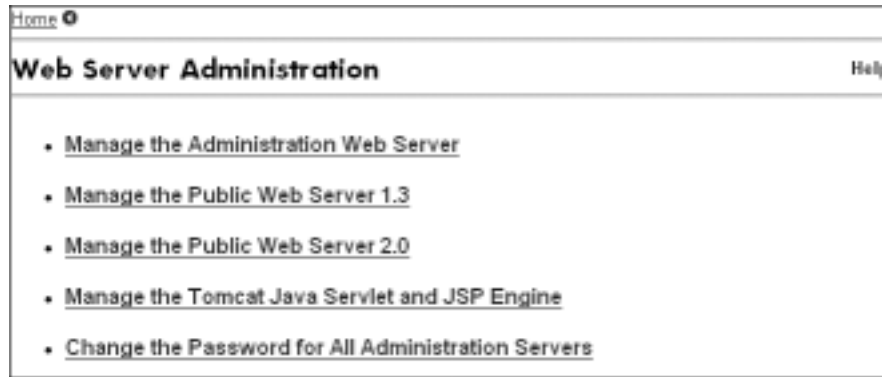 Home
Web Server Administration
Help
• Manage the Administration Web Server
• Manage the Public Web Server 1.3
• Manage the Public Web Server 2.0
• Manage the Tomcat Java Servlet and JSP Engine
• Change the Password for All Administration Servers